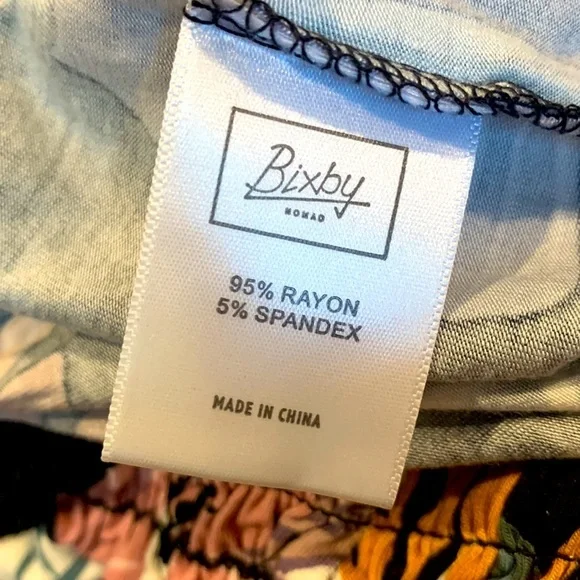 Bixby
NOMAD
95% RAYON
5% SPANDEX
MADE IN CHINA